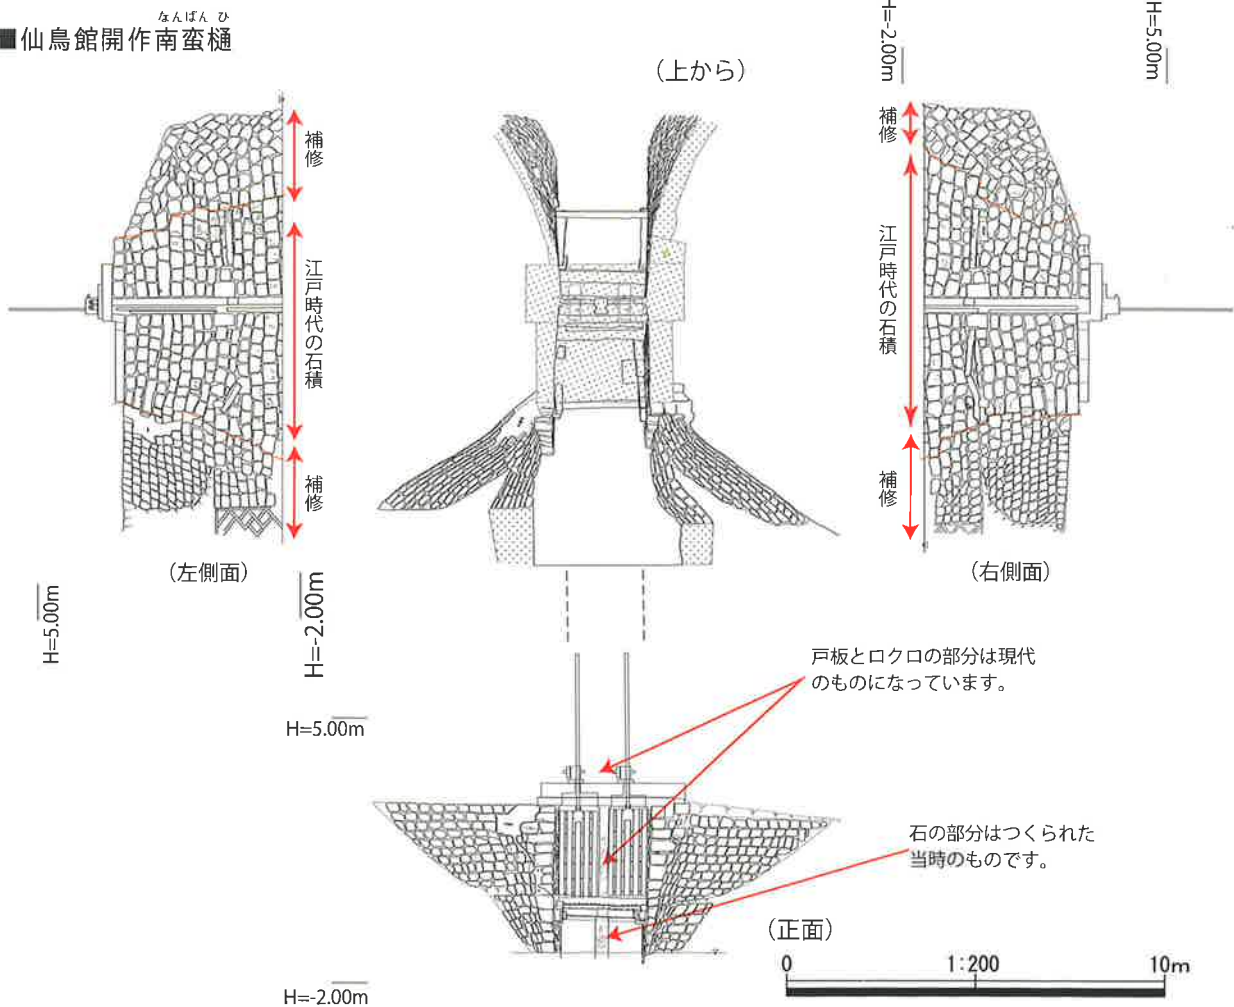 なんばん ひ
■仙鳥館開作南蛮樋
(上から)
H=-2.00m
H=5.00m
補修
江戸時代の石積
補修
(左側面)
H=5.00m
H=-2.00m
補修
江戸時代の石積
補修
(右側面)
戸板とロクロの部分は現代
のものになっています。
H=5.00m
石の部分はつくられた
当時のものです。
(正面)
H=-2.00m
0 1:200 10m